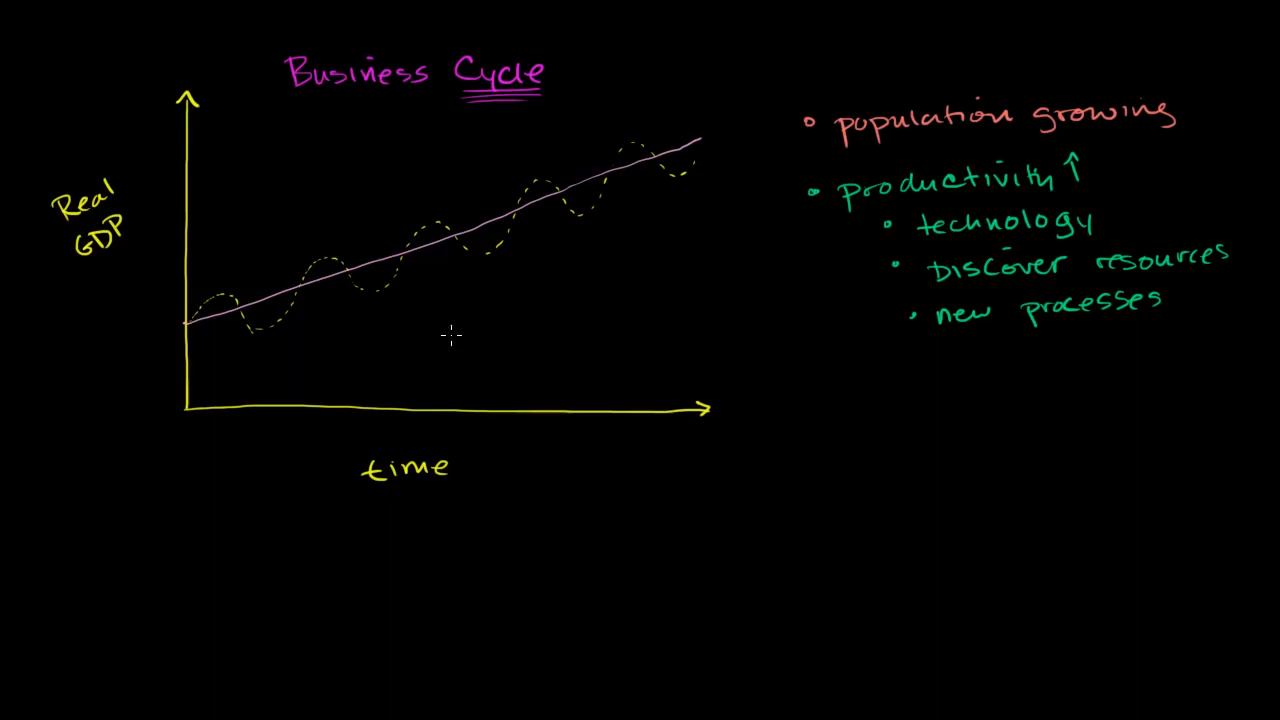 Business Cycle
Real
GDP
time
• population growing
• productivity ↑
• technology
• Discover resources
• new processes